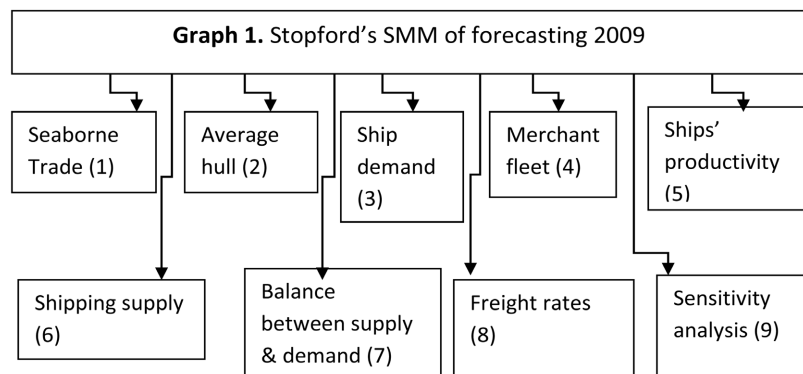 Graph 1. Stopford's SMM of forecasting 2009
Seaborne
Trade (1)
Average
hull (2)
Ship
demand
(3)
Merchant
fleet (4)
Ships'
productivity
(5)
Shipping supply
(6)
Balance
between supply
& demand (7)
Freight rates
(8)
Sensitivity
analysis (9)